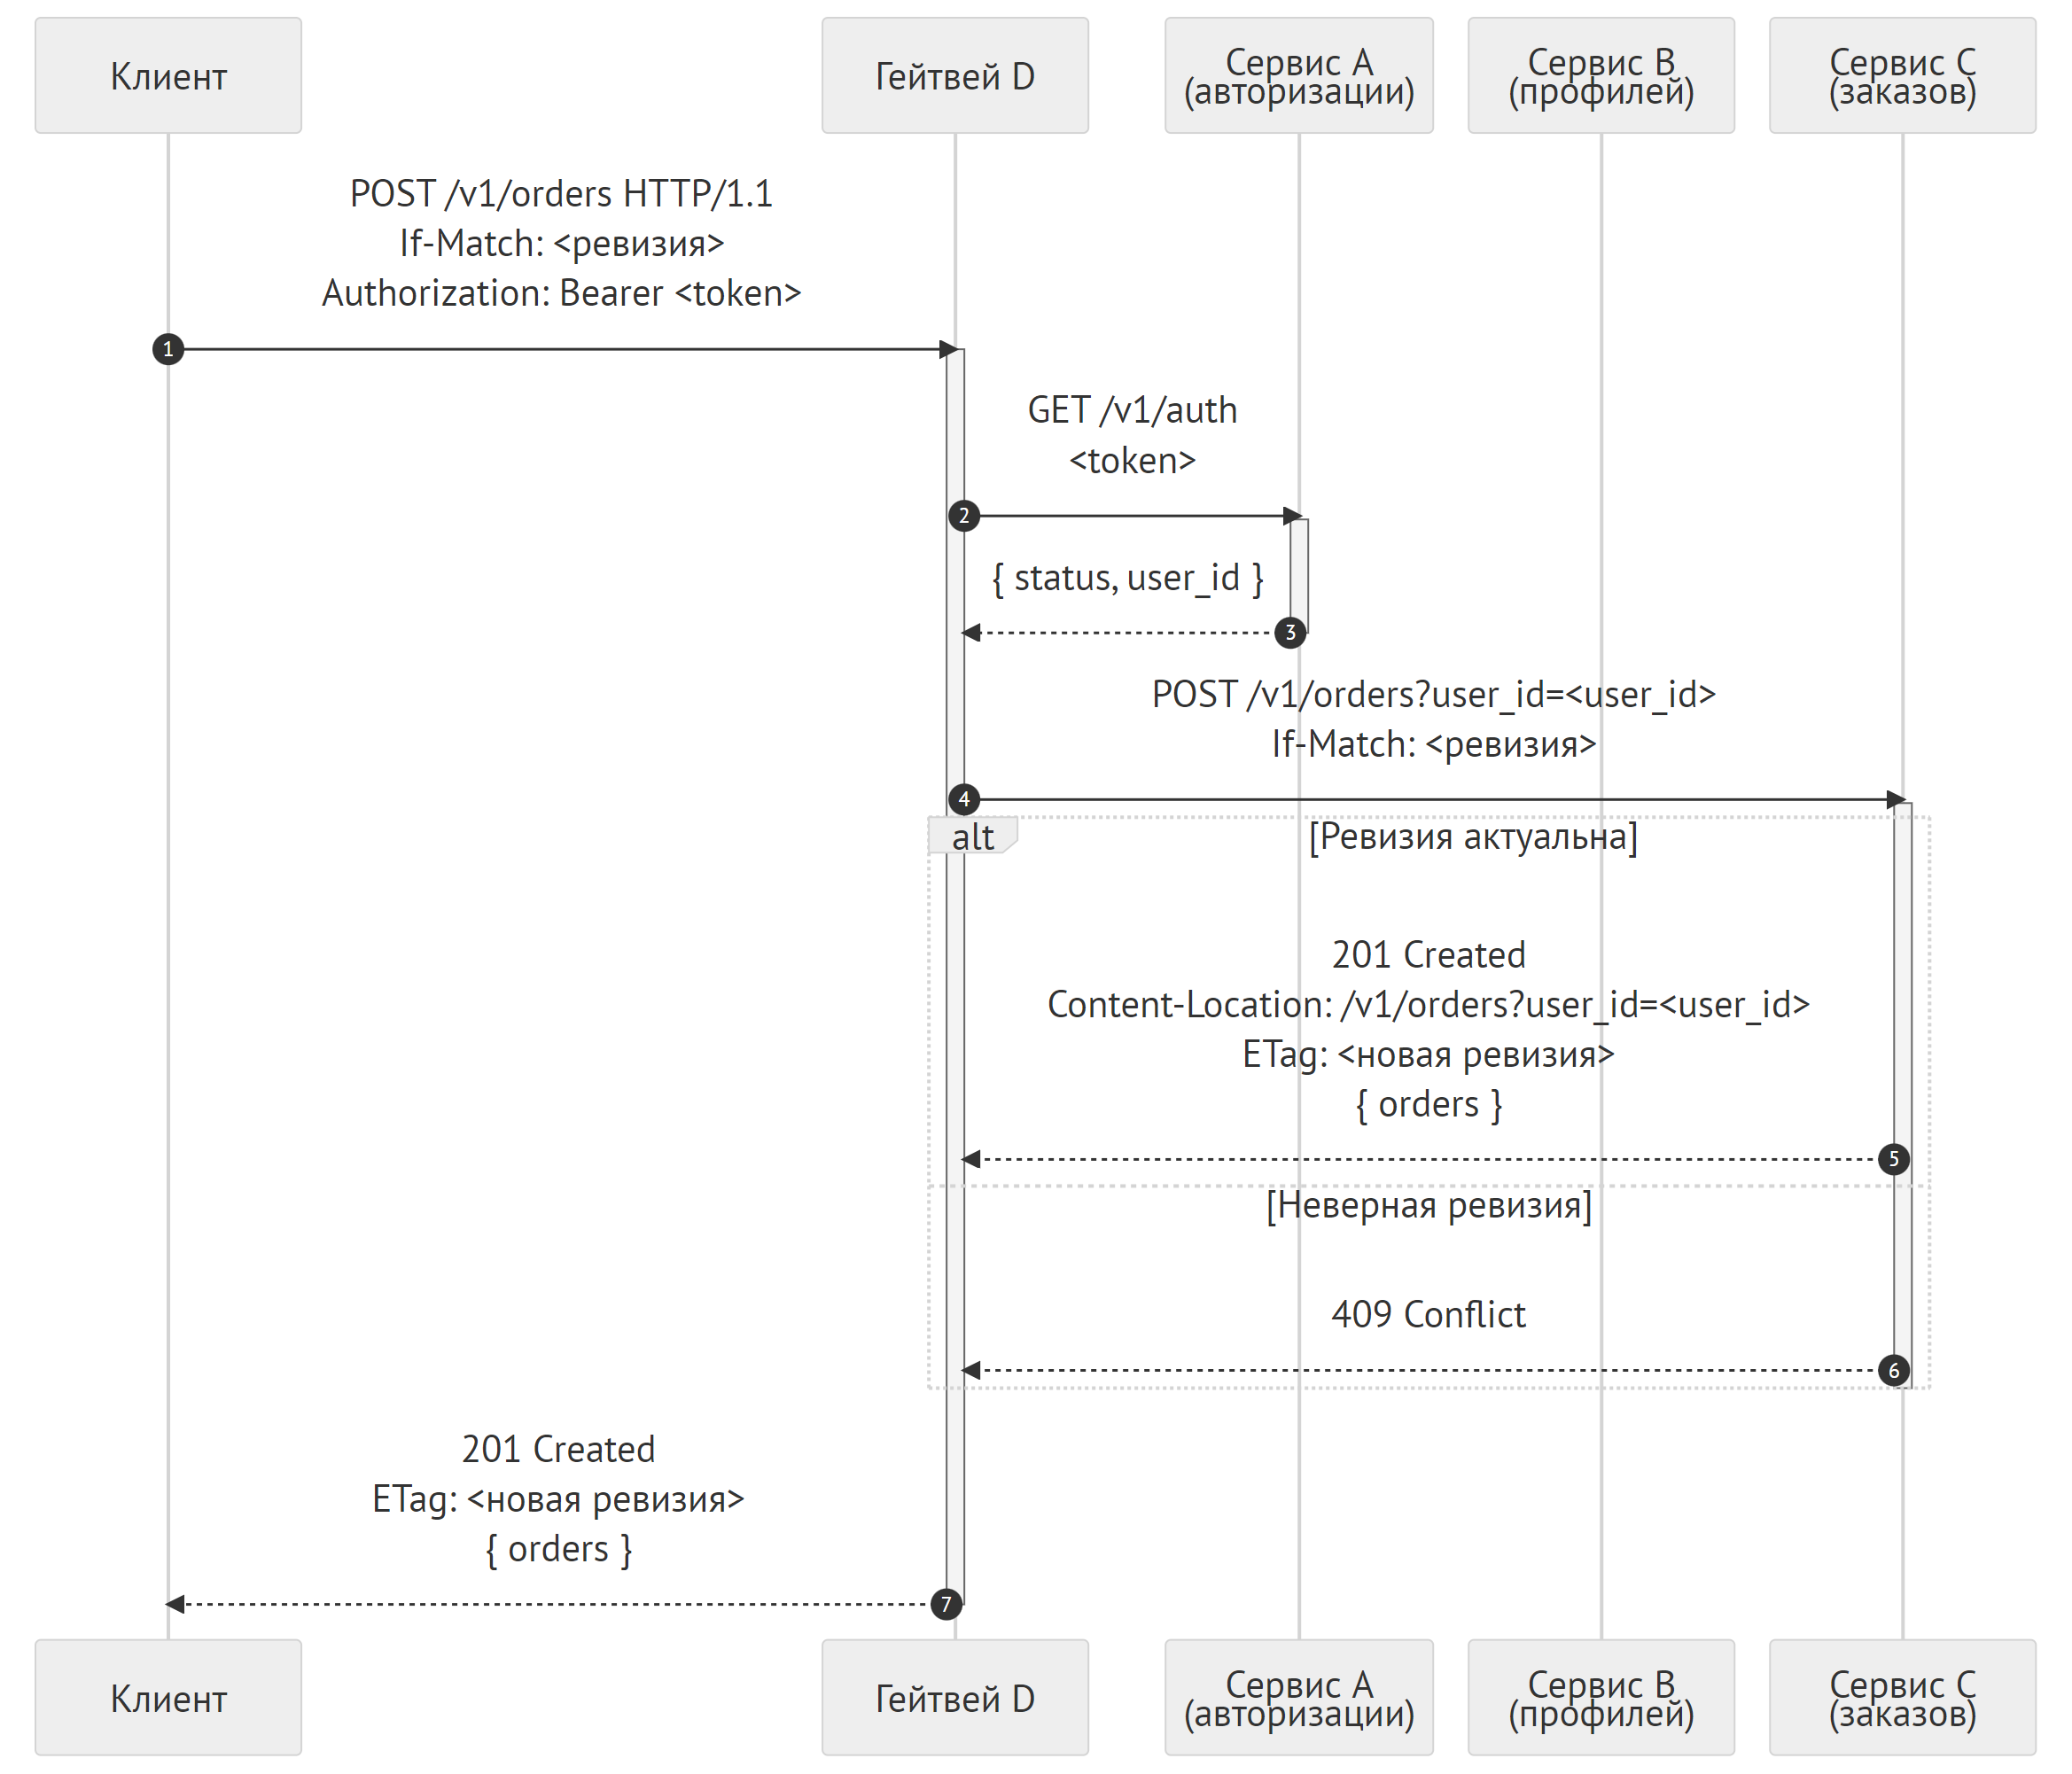 Клиент
Гейтвей D
Сервис A
(авторизации)
Сервис B
(профилей)
Сервис C
(заказов)
POST /v1/orders HTTP/1.1
If-Match: <ревизия>
Authorization: Bearer <token>
1
GET /v1/auth
<token>
2
{ status, user_id }
3
POST /v1/orders?user_id=<user_id>
If-Match: <ревизия>
4
alt
[Ревизия актуальна]
201 Created
Content-Location: /v1/orders?user_id=<user_id>
ETag: <новая ревизия>
{ orders }
5
[Неверная ревизия]
409 Conflict
6
201 Created
ETag: <новая ревизия>
{ orders }
7
Клиент
Гейтвей D
Сервис A
(авторизации)
Сервис B
(профилей)
Сервис C
(заказов)